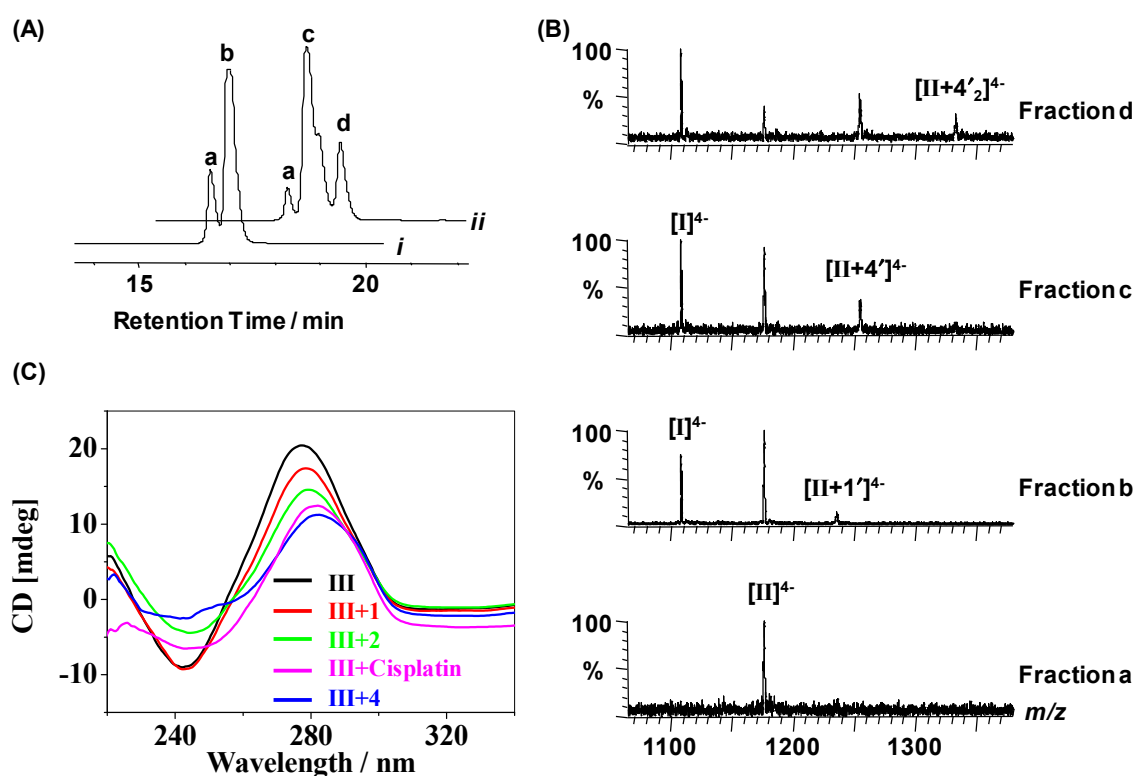 (A)
a
b
c
a
d
ii
i
15
20
Retention Time / min
(B)
100
%
[II+4′₂]⁴⁻
Fraction d
100
%
[I]⁴⁻
[II+4′]⁴⁻
Fraction c
100
%
[I]⁴⁻
[II+1′]⁴⁻
Fraction b
100
%
[II]⁴⁻
Fraction a
m/z
1100
1200
1300
(C)
CD [mdeg]
20
10
0
-10
III
III+1
III+2
III+Cisplatin
III+4
240
280
320
Wavelength / nm